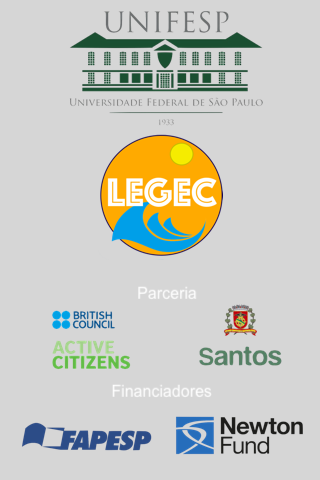 UNIFESP
UNIVERSIDADE FEDERAL DE SÃO PAULO
1933
LEGEC
Parceria
BRITISH
COUNCIL
ACTIVE
CITIZENS
Santos
Financiadores
FAPESP
Newton
Fund